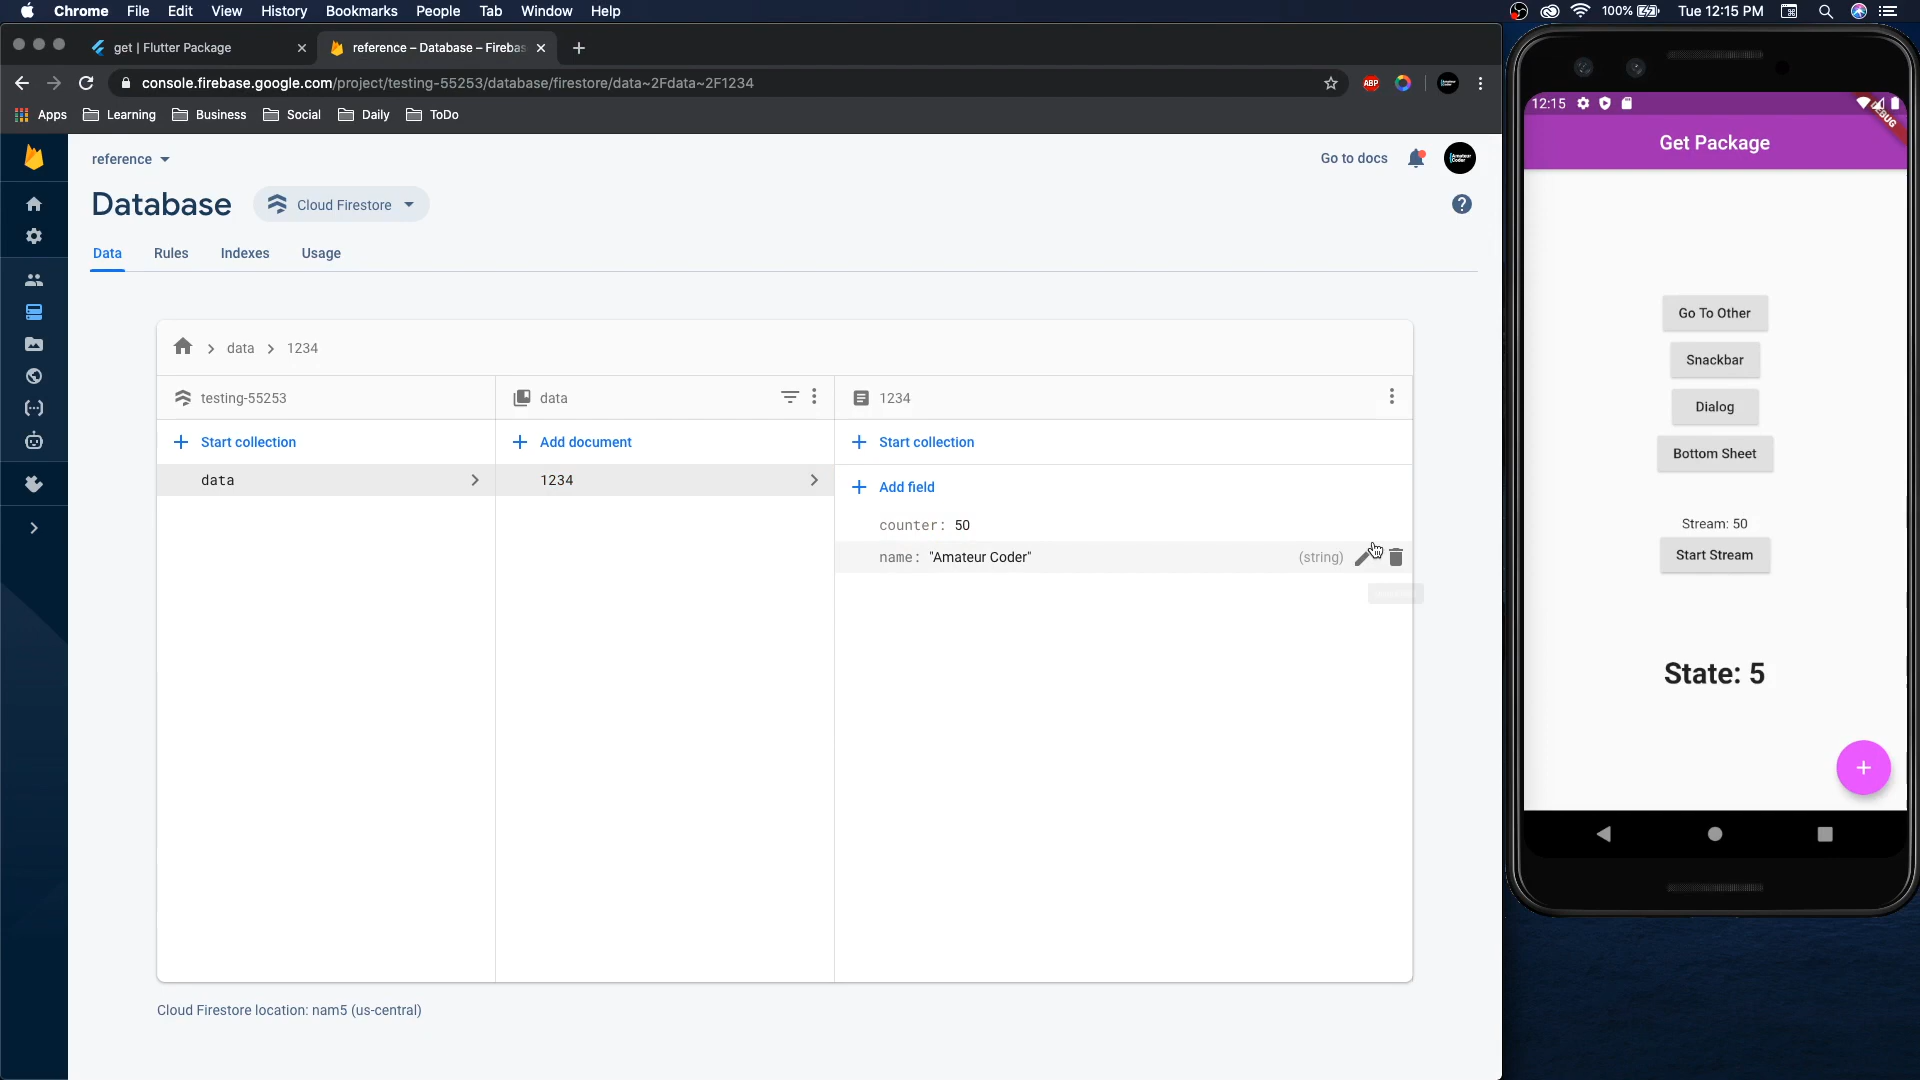 Chrome File Edit View History Bookmarks People Tab Window Help
100% Tue 12:15 PM
get | Flutter Package
reference – Database – Firebas
console.firebase.google.com/project/testing-55253/database/firestore/data~2Fdata~2F1234
ABP
Apps Learning Business Social Daily ToDo
reference
Go to docs
Database
Cloud Firestore
Data Rules Indexes Usage
data 1234
testing-55253
data
1234
Start collection
Add document
Start collection
data
1234
Add field
counter: 50
name: "Amateur Coder" (string)
Cloud Firestore location: nam5 (us-central)
12:15
DEBUG
Get Package
Go To Other
Snackbar
Dialog
Bottom Sheet
Stream: 50
Start Stream
State: 5